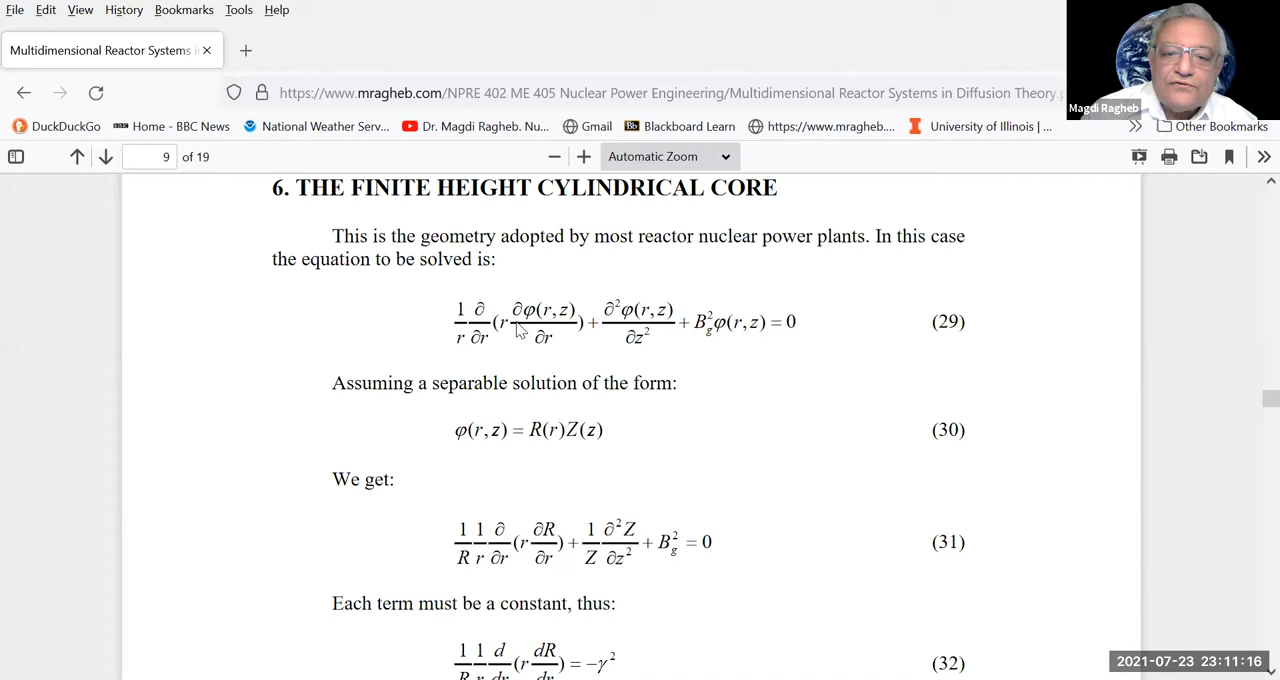 File Edit View History Bookmarks Tools Help
Multidimensional Reactor Systems i
https://www.mragheb.com/NPRE 402 ME 405 Nuclear Power Engineering/Multidimensional Reactor Systems in Diffusion Theory.p
Magdi Ragheb
DuckDuckGo BBC Home - BBC News National Weather Serv... Dr. Magdi Ragheb. Nu... Gmail Bb Blackboard Learn https://www.mragheb.... University of Illinois |... Other Bookmarks
9 of 19 Automatic Zoom
6. THE FINITE HEIGHT CYLINDRICAL CORE
This is the geometry adopted by most reactor nuclear power plants. In this case
the equation to be solved is:
1/r ∂/∂r (r ∂φ(r,z)/∂r) + ∂²φ(r,z)/∂z² + B_g²φ(r,z) = 0 (29)
Assuming a separable solution of the form:
φ(r,z) = R(r)Z(z) (30)
We get:
1/R 1/r ∂/∂r (r ∂R/∂r) + 1/Z ∂²Z/∂z² + B_g² = 0 (31)
Each term must be a constant, thus:
1/R 1/r d/dr (r dR/dr) = −γ² (32)
2021-07-23 23:11:16